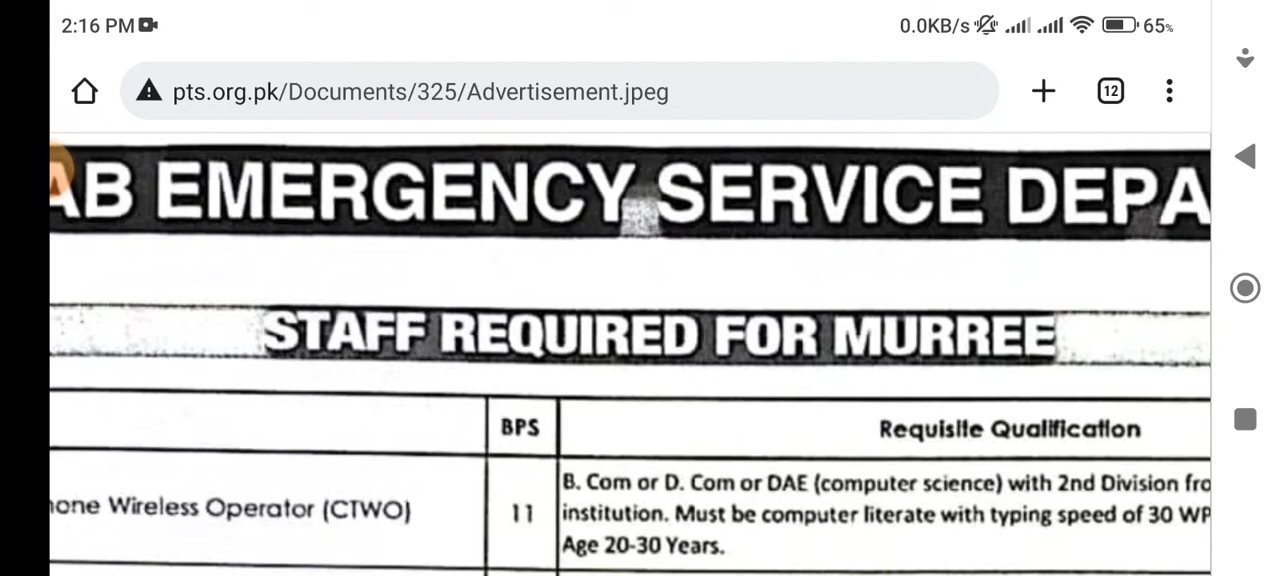 2:16 PM
0.0KB/s
65%
pts.org.pk/Documents/325/Advertisement.jpeg
12
AB EMERGENCY SERVICE DEPA
STAFF REQUIRED FOR MURREE
BPS
Requisite Qualification
one Wireless Operator (CTWO)
11
B. Com or D. Com or DAE (computer science) with 2nd Division fro
institution. Must be computer literate with typing speed of 30 WP
Age 20-30 Years.